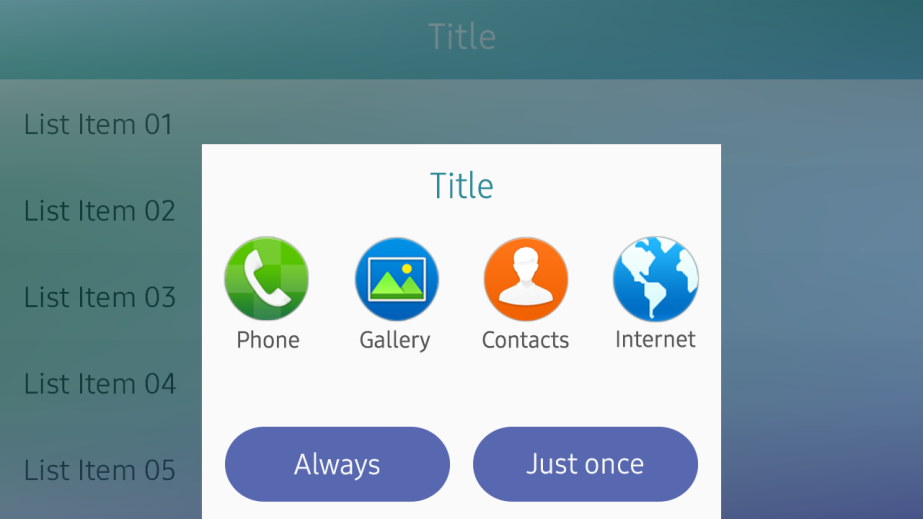 Title
List Item 01
List Item 02
List Item 03
List Item 04
List Item 05
Title
Phone
Gallery
Contacts
Internet
Always
Just once